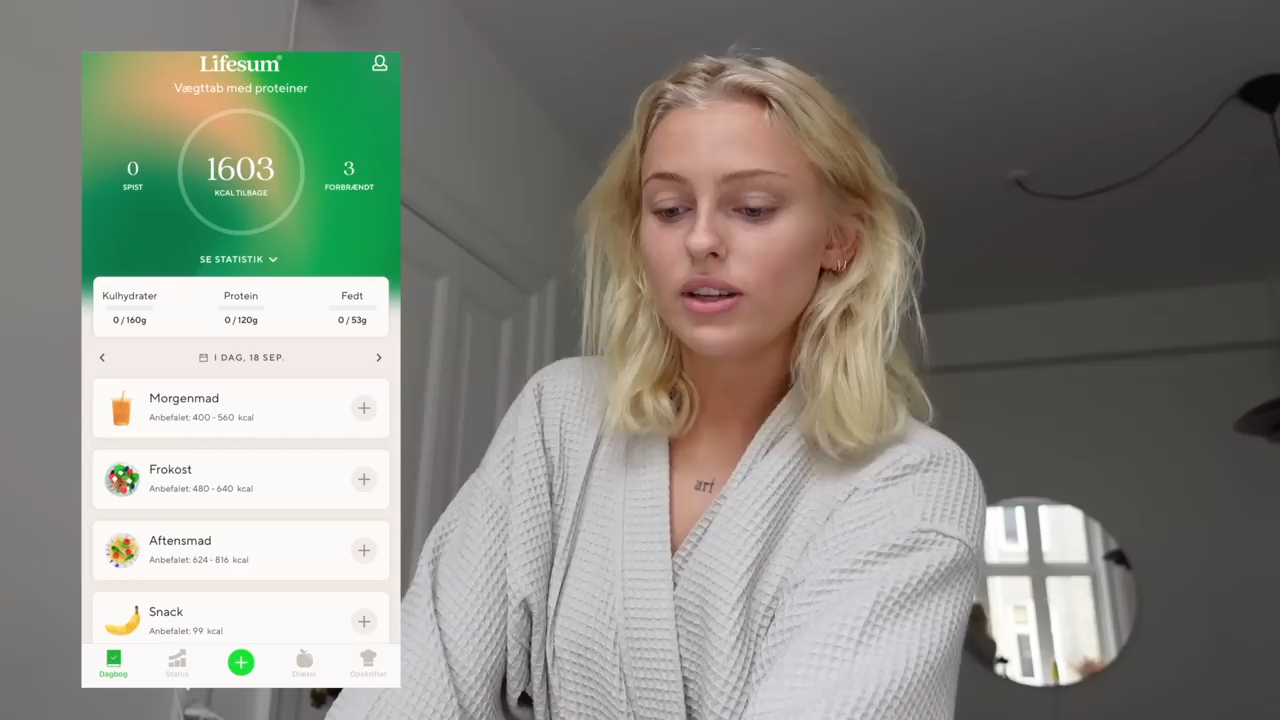 Lifesum®
Vægttab med proteiner
0
SPIST
1603
KCAL TILBAGE
3
FORBRÆNDT
SE STATISTIK
Kulhydrater
0 / 160g
Protein
0 / 120g
Fedt
0 / 53g
I DAG, 18 SEP.
Morgenmad
Anbefalet: 400 - 560 kcal
Frokost
Anbefalet: 480 - 640 kcal
Aftensmad
Anbefalet: 624 - 816 kcal
Snack
Anbefalet: 99 kcal
Dagbog
Status
Diæter
Opskrifter
art